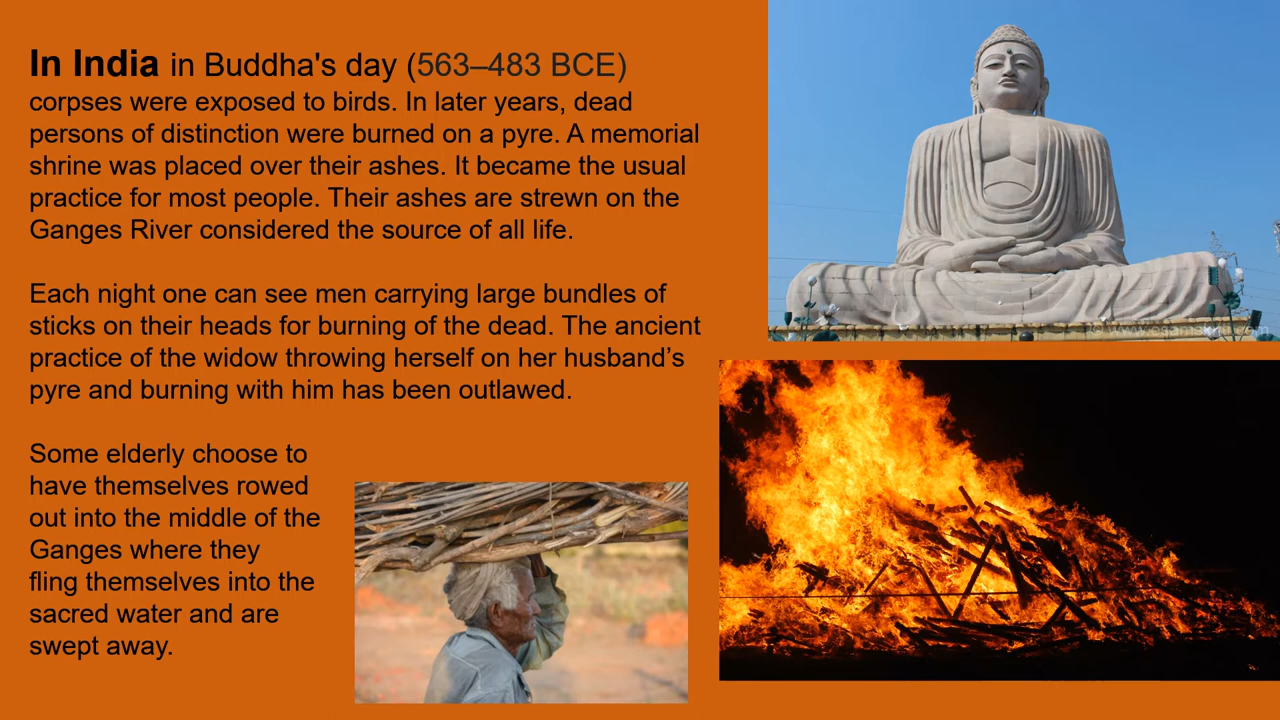 In India in Buddha's day (563–483 BCE)
corpses were exposed to birds. In later years, dead
persons of distinction were burned on a pyre. A memorial
shrine was placed over their ashes. It became the usual
practice for most people. Their ashes are strewn on the
Ganges River considered the source of all life.
Each night one can see men carrying large bundles of
sticks on their heads for burning of the dead. The ancient
practice of the widow throwing herself on her husband’s
pyre and burning with him has been outlawed.
Some elderly choose to
have themselves rowed
out into the middle of the
Ganges where they
fling themselves into the
sacred water and are
swept away.